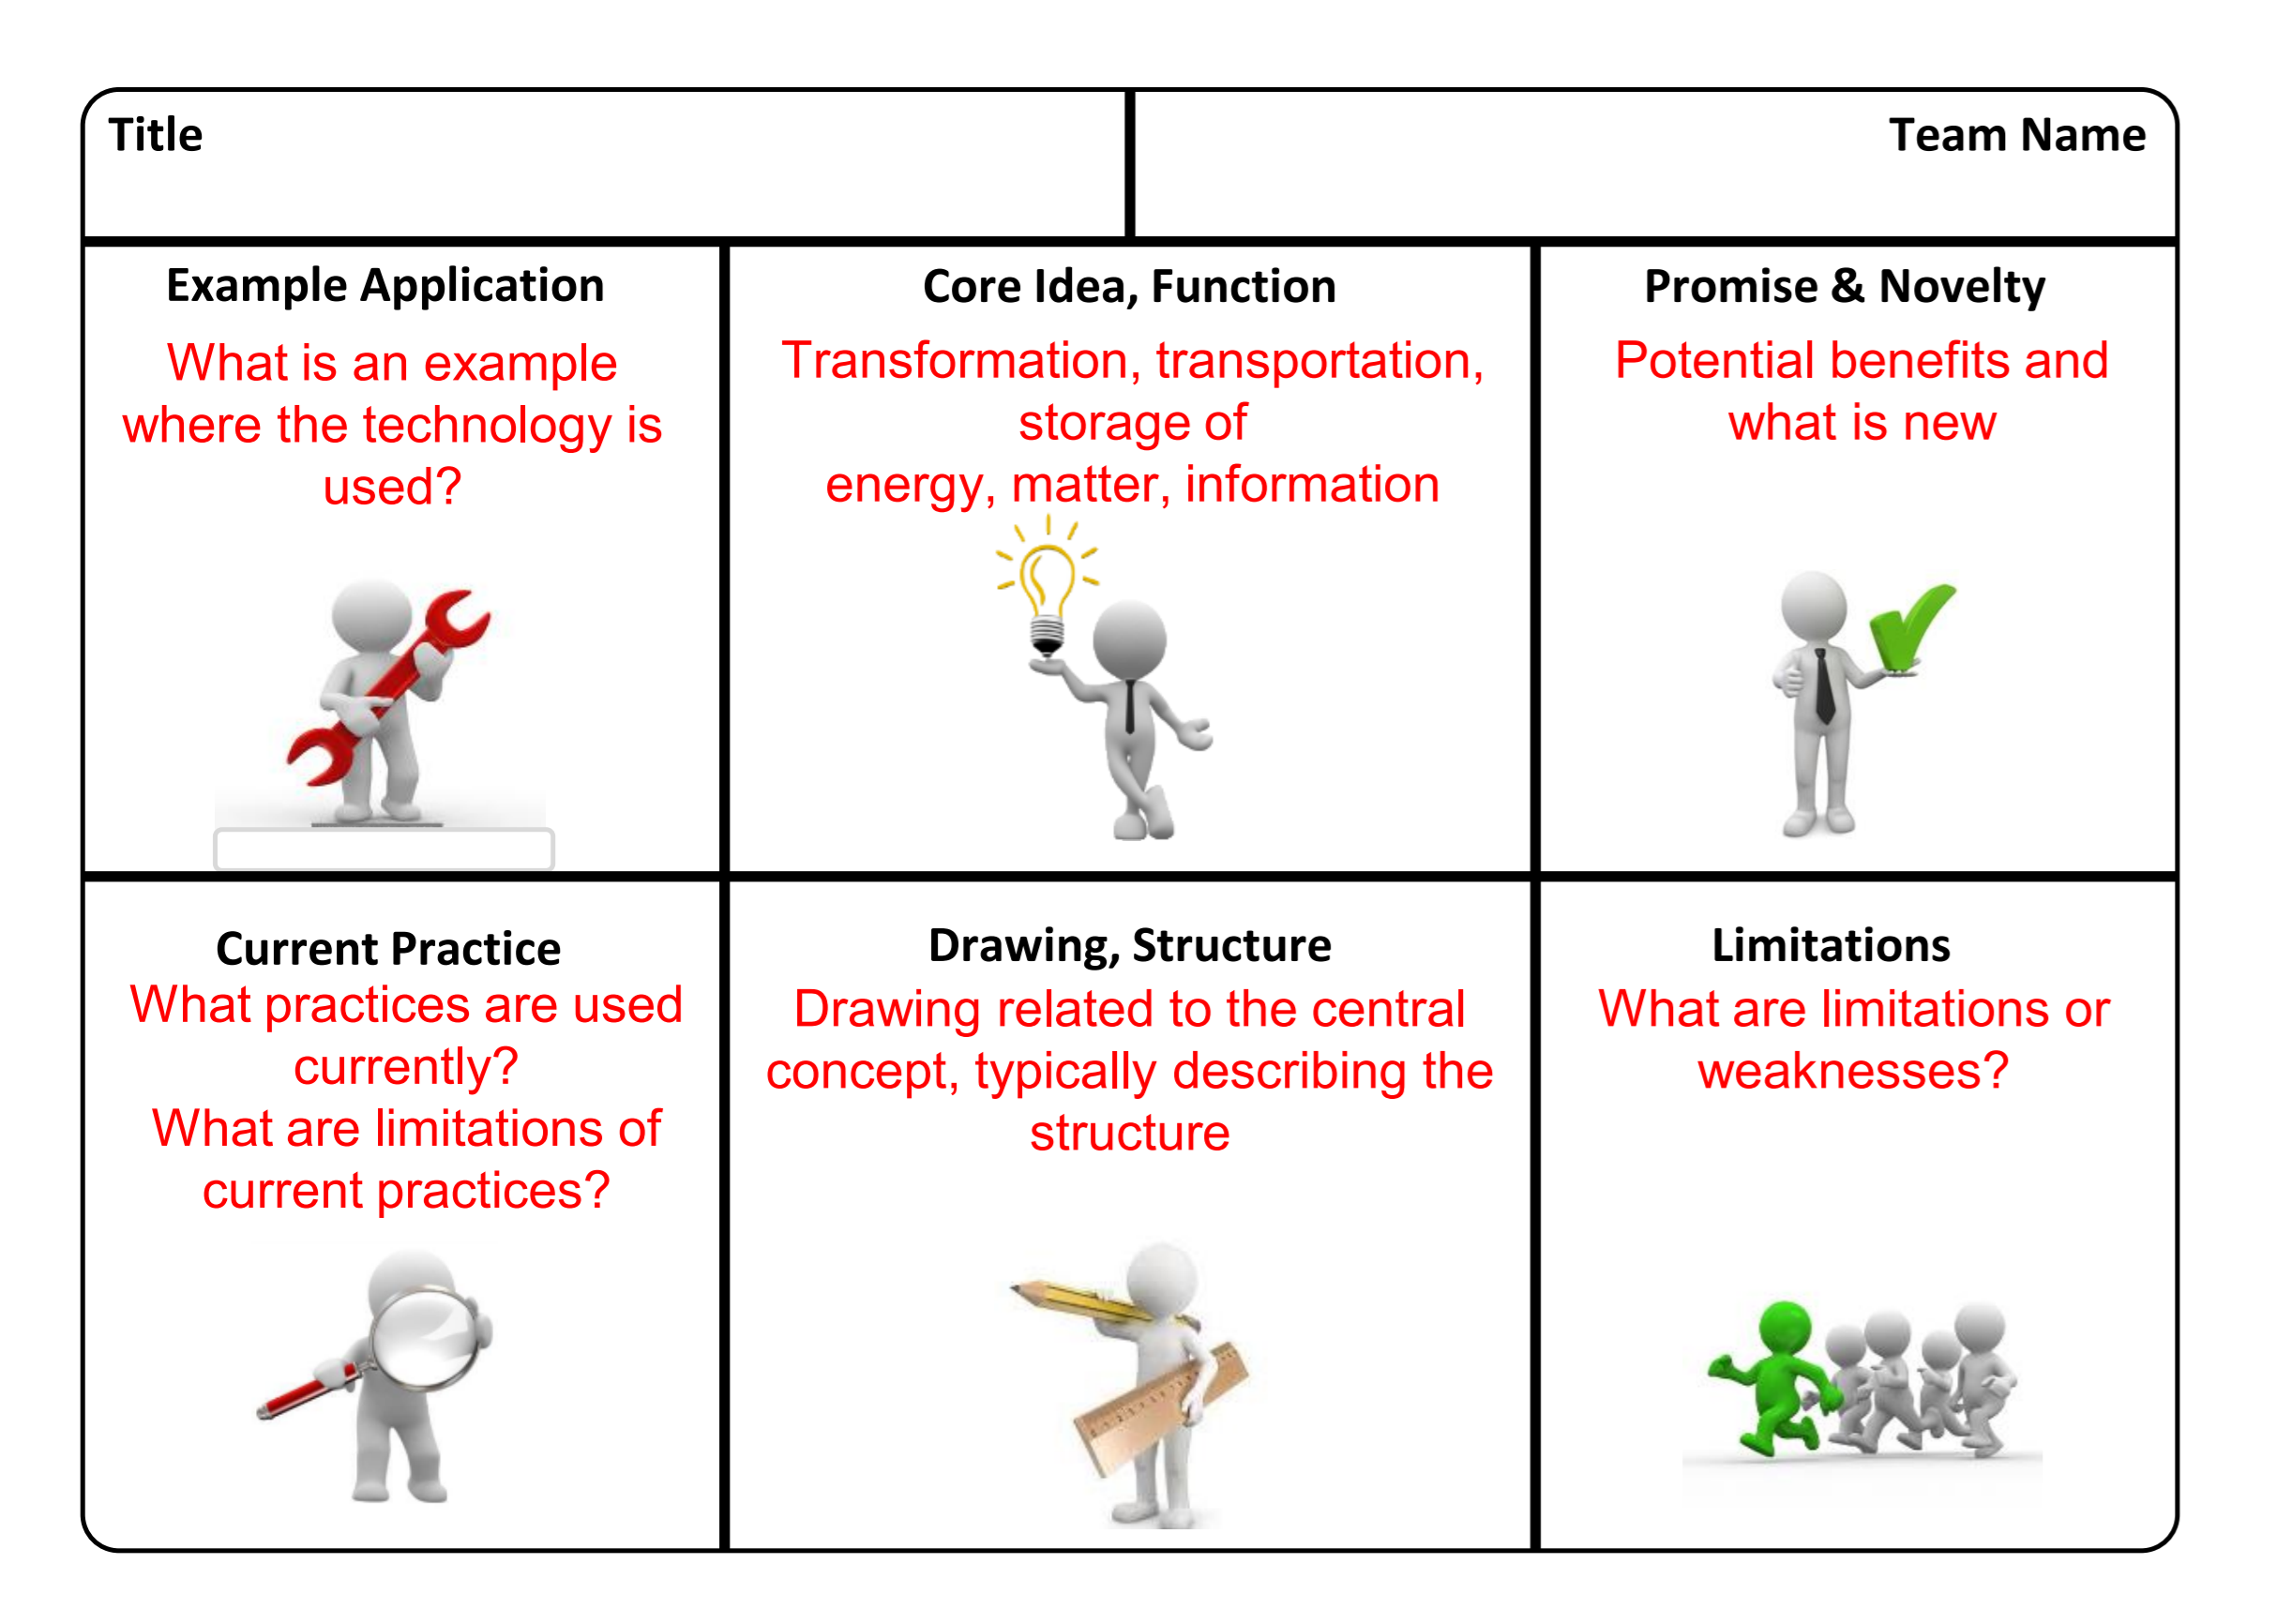 Title
Team Name
Example Application
What is an example
where the technology is
used?
Core Idea, Function
Transformation, transportation,
storage of
energy, matter, information
Promise & Novelty
Potential benefits and
what is new
Current Practice
What practices are used
currently?
What are limitations of
current practices?
Drawing, Structure
Drawing related to the central
concept, typically describing the
structure
Limitations
What are limitations or
weaknesses?